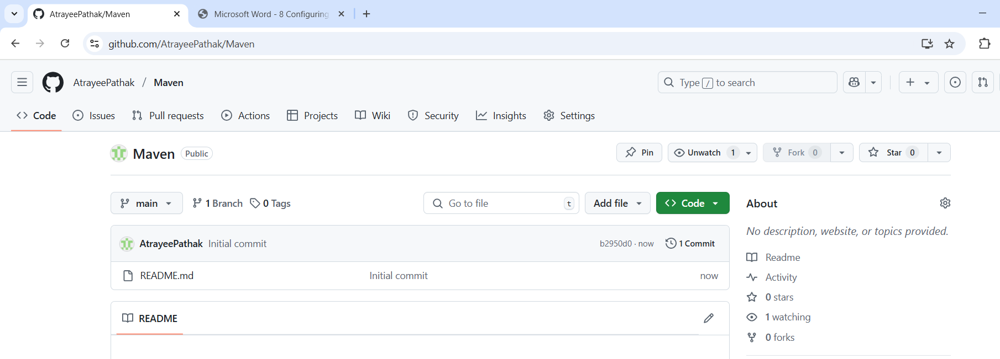 AtrayeePathak/Maven
Microsoft Word - 8 Configuring
github.com/AtrayeePathak/Maven
AtrayeePathak / Maven
Type / to search
Code Issues Pull requests Actions Projects Wiki Security Insights Settings
Maven Public
Pin Unwatch 1 Fork 0 Star 0
main 1 Branch 0 Tags Go to file t Add file Code
About
No description, website, or topics provided.
AtrayeePathak Initial commit b2950d0 · now 1 Commit
README.md Initial commit now
Readme
Activity
0 stars
1 watching
0 forks
README